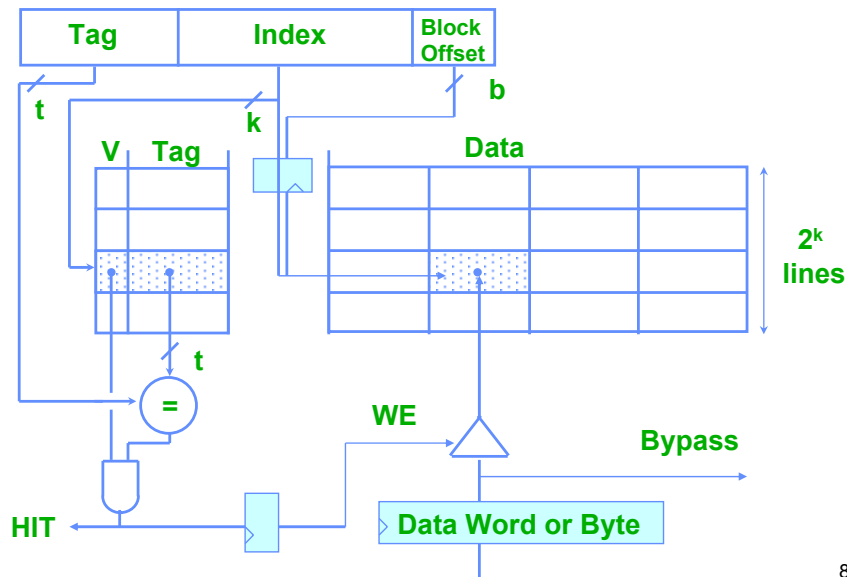 Tag
Index
Block
Offset
t
k
b
V
Tag
Data
2ᵏ
lines
t
=
WE
Bypass
HIT
Data Word or Byte
8